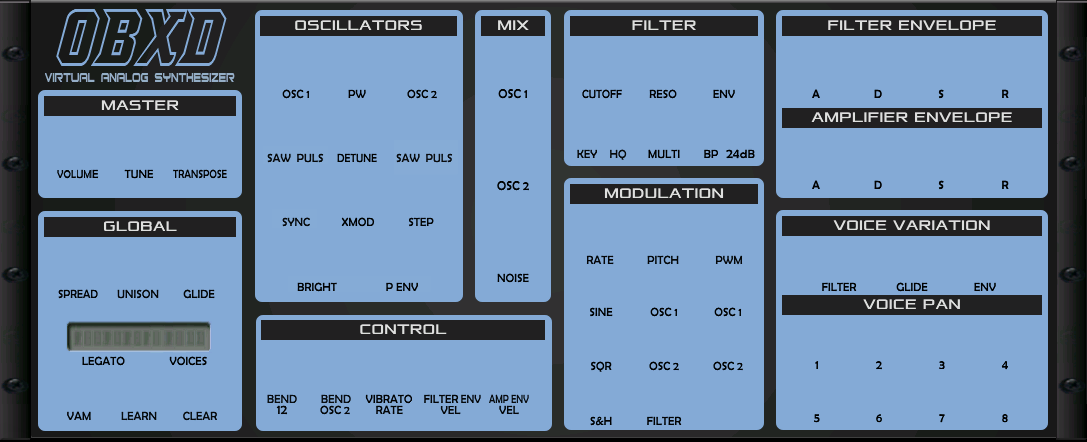 OBXD
VIRTUAL ANALOG SYNTHESIZER
MASTER
VOLUME TUNE TRANSPOSE
GLOBAL
SPREAD UNISON GLIDE
LEGATO VOICES
VAM LEARN CLEAR
OSCILLATORS
OSC 1 PW OSC 2
SAW PULS DETUNE SAW PULS
SYNC XMOD STEP
BRIGHT P ENV
MIX
OSC 1
OSC 2
NOISE
CONTROL
BEND BEND VIBRATO FILTER ENV AMP ENV
12 OSC 2 RATE VEL VEL
FILTER
CUTOFF RESO ENV
KEY HQ MULTI BP 24dB
MODULATION
RATE PITCH PWM
SINE OSC 1 OSC 1
SQR OSC 2 OSC 2
S&H FILTER
FILTER ENVELOPE
A D S R
AMPLIFIER ENVELOPE
A D S R
VOICE VARIATION
FILTER GLIDE ENV
VOICE PAN
1 2 3 4
5 6 7 8